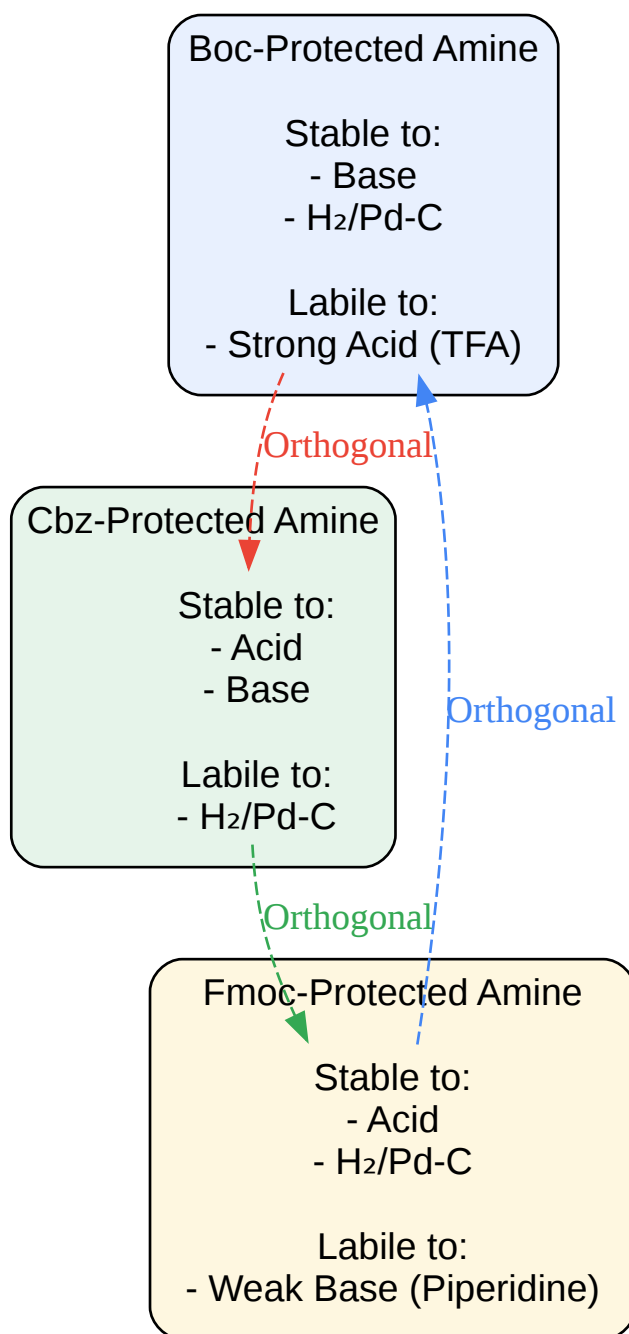 Boc-Protected Amine
Stable to:
- Base
- H₂/Pd-C
Labile to:
- Strong Acid (TFA)
Orthogonal
Cbz-Protected Amine
Stable to:
- Acid
- Base
Labile to:
- H₂/Pd-C
Orthogonal
Orthogonal
Fmoc-Protected Amine
Stable to:
- Acid
- H₂/Pd-C
Labile to:
- Weak Base (Piperidine)